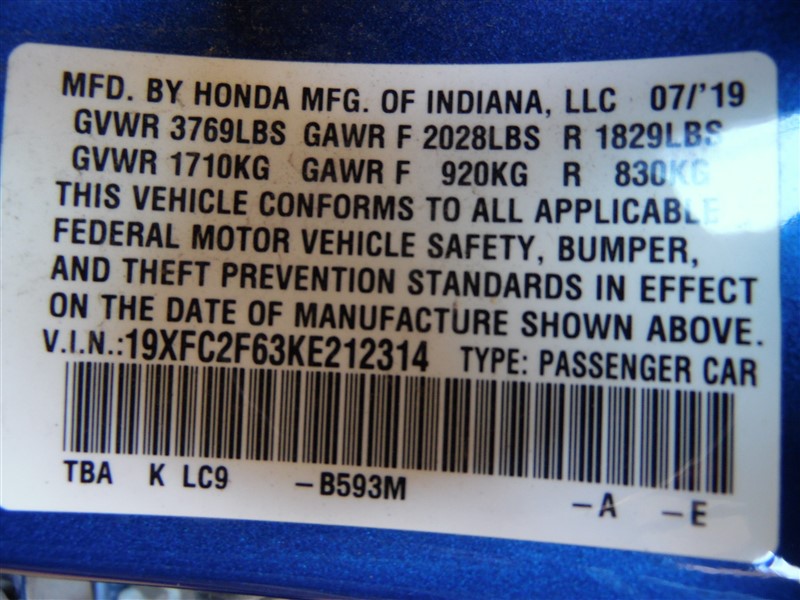 MFD. BY HONDA MFG. OF INDIANA, LLC 07/'19
GVWR 3769LBS GAWR F 2028LBS R 1829LBS
GVWR 1710KG GAWR F 920KG R 830KG
THIS VEHICLE CONFORMS TO ALL APPLICABLE
FEDERAL MOTOR VEHICLE SAFETY, BUMPER,
AND THEFT PREVENTION STANDARDS IN EFFECT
ON THE DATE OF MANUFACTURE SHOWN ABOVE.
V.I.N.:19XFC2F63KE212314 TYPE: PASSENGER CAR
TBA K LC9 –B593M
–A –E